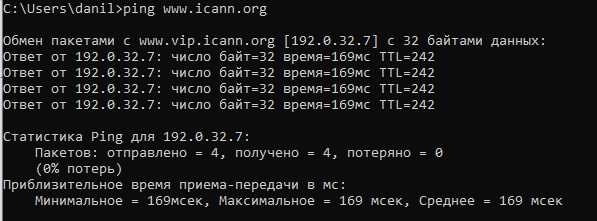 C:\Users\danil>ping www.icann.org
Обмен пакетами с www.vip.icann.org [192.0.32.7] с 32 байтами данных:
Ответ от 192.0.32.7: число байт=32 время=169мс TTL=242
Ответ от 192.0.32.7: число байт=32 время=169мс TTL=242
Ответ от 192.0.32.7: число байт=32 время=169мс TTL=242
Ответ от 192.0.32.7: число байт=32 время=169мс TTL=242
Статистика Ping для 192.0.32.7:
Пакетов: отправлено = 4, получено = 4, потеряно = 0
(0% потерь)
Приблизительное время приема-передачи в мс:
Минимальное = 169мсек, Максимальное = 169 мсек, Среднее = 169 мсек